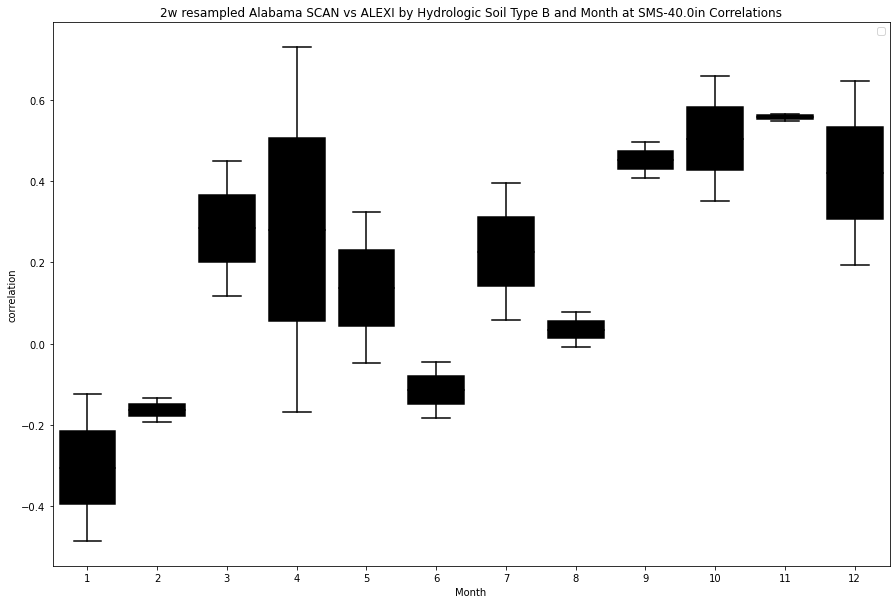 2w resampled Alabama SCAN vs ALEXI by Hydrologic Soil Type B and Month at SMS-40.0in Correlations
0.6
0.4
0.2
0.0
−0.2
−0.4
correlation
1 2 3 4 5 6 7 8 9 10 11 12
Month